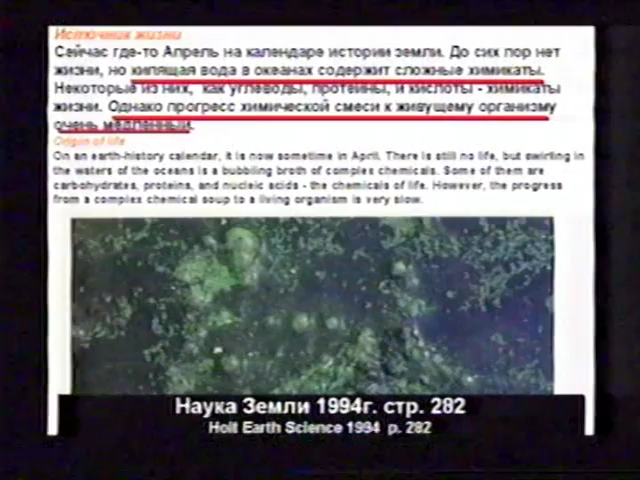 Источник жизни
Сейчас где-то Апрель на календаре истории земли. До сих пор нет
жизни, но кипящая вода в океанах содержит сложные химикаты.
Некоторые из них, как углеводы, протеины, и кислоты - химикаты
жизни. Однако прогресс химической смеси к живущему организму
очень медленный.
Origin of life
On an earth-history calendar, it is now sometime in April. There is still no life, but swirling in
the waters of the oceans is a bubbling broth of complex chemicals. Some of them are
carbohydrates, proteins, and nucleic acids - the chemicals of life. However, the progress
from a complex chemical soup to a living organism is very slow.
Наука Земли 1994г. стр. 282
Holt Earth Science 1994 p. 282